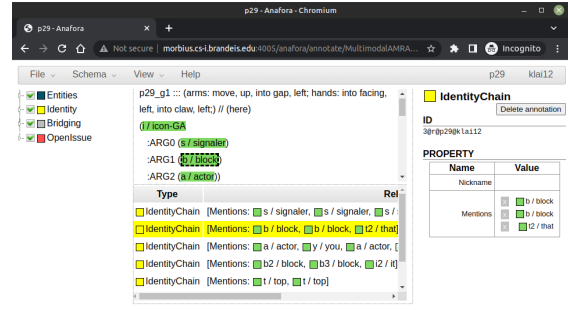 p29 - Anafora - Chromium
p29 - Anafora
Not secure | morbius.cs-i.brandeis.edu:4005/anafora/annotate/MultimodalAMRA...
Incognito
File Schema View Help p29 klai12
Entities
Identity
Bridging
OpenIssue
p29_g1 ::: (arms: move, up, into gap, left; hands: into facing,
left, into claw, left;) // (here)
(i / icon-GA
:ARG0 (s / signaler)
:ARG1 (b / block)
:ARG2 (a / actor))
Type Rel
IdentityChain [Mentions: s / signaler, s / signaler, s /
IdentityChain [Mentions: b / block, b / block, t2 / that]
IdentityChain [Mentions: a / actor, y / you, a / actor,
IdentityChain [Mentions: b2 / block, b3 / block, i2 / it]
IdentityChain [Mentions: t / top, t / top]
IdentityChain
Delete annotation
ID
3@r@p29@klai12
PROPERTY
Name Value
Nickname
Mentions
x b / block
x b / block
x t2 / that